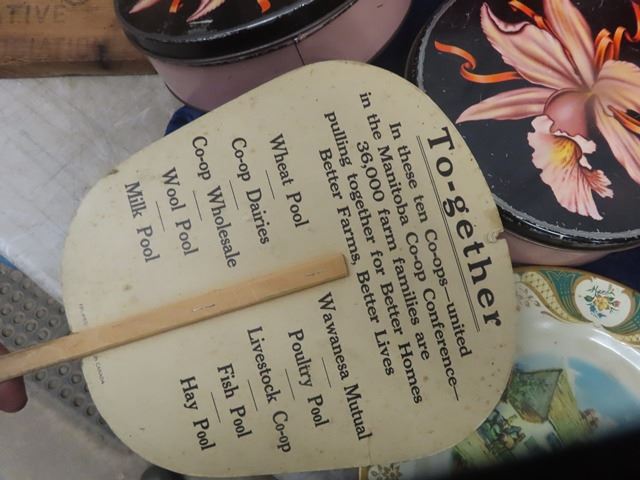 To-gether
In these ten Co-ops—united
in the Manitoba Co-op Conference—
36,000 farm families are
pulling together for Better Homes
Better Farms, Better Lives
Wheat Pool
Co-op Dairies
Co-op Wholesale
Wool Pool
Milk Pool
Wawanesa Mutual
Poultry Pool
Livestock Co-op
Fish Pool
Hay Pool
TIVE